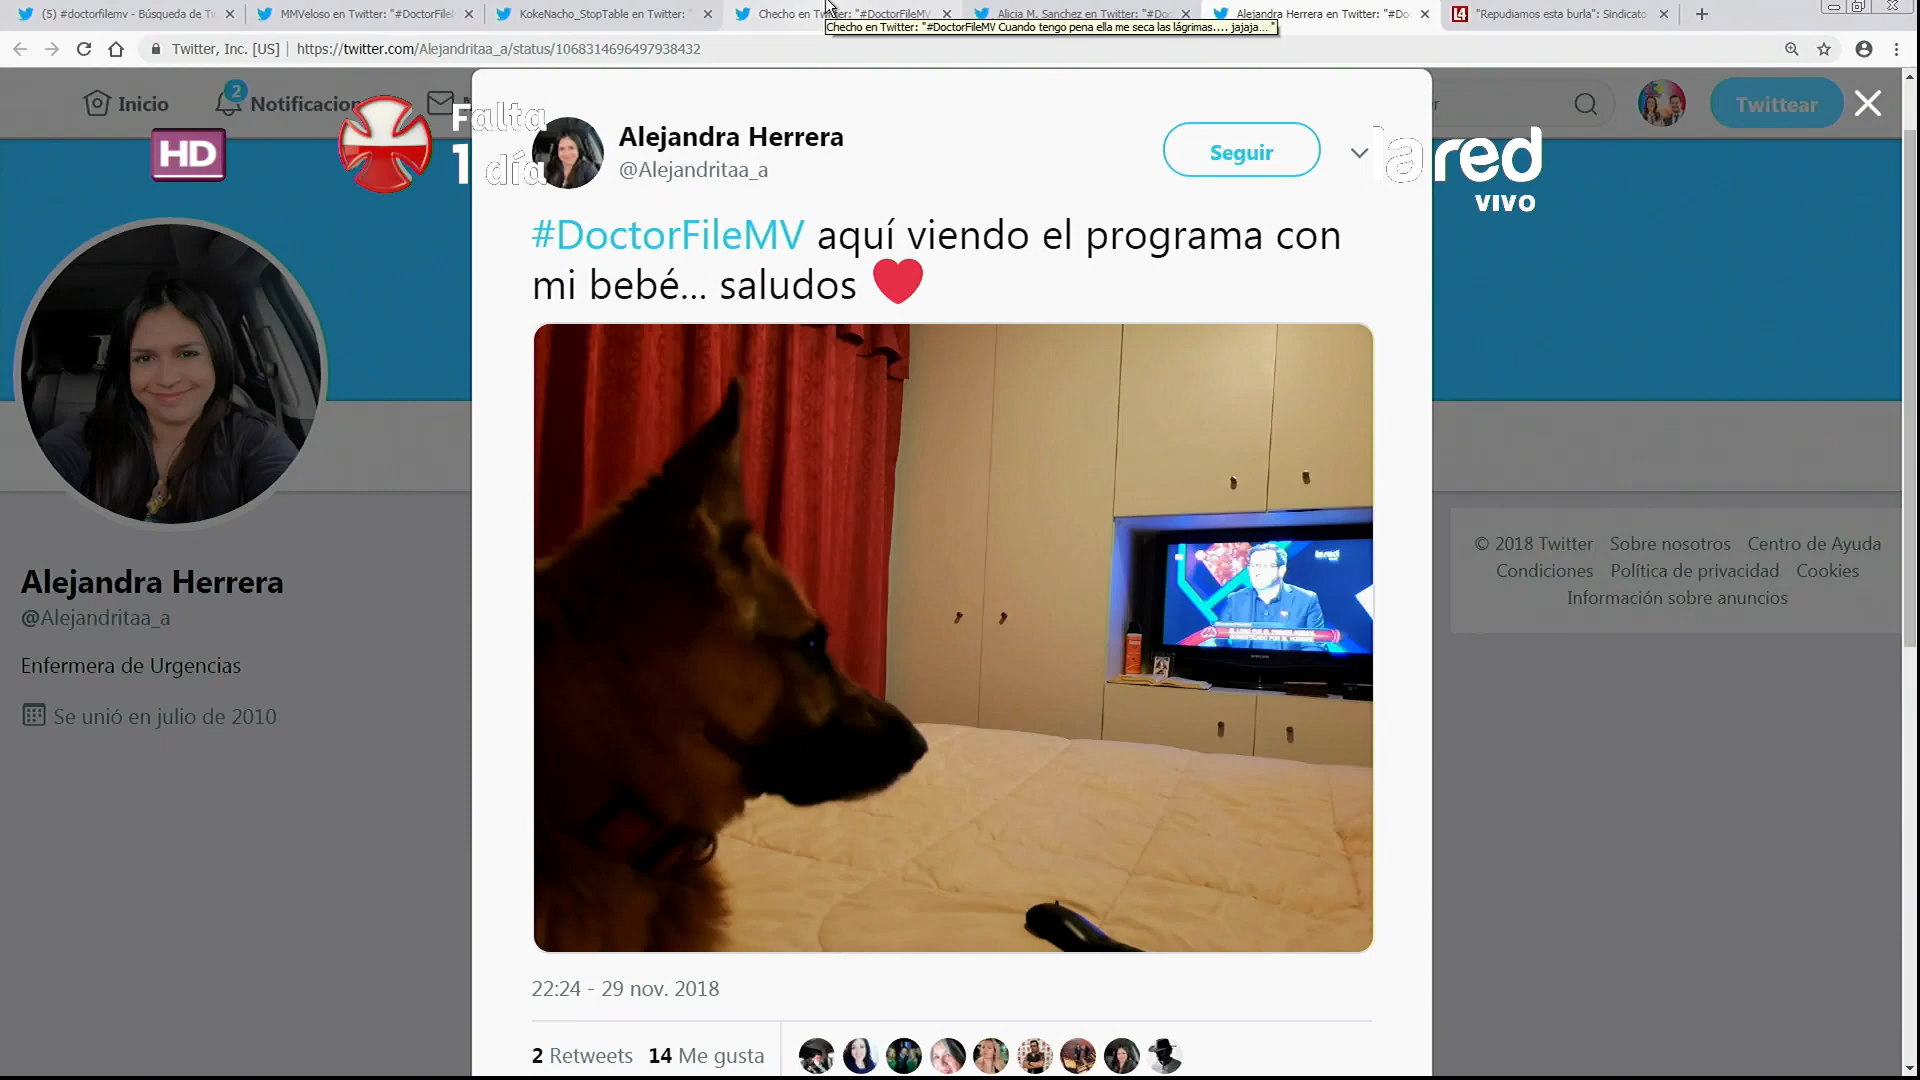 (5) #doctorfilemv - Búsqueda de Tw
MMVeloso en Twitter: "#DoctorFile
KokeNacho_StopTable en Twitter: "
Checho en Twitter: "#DoctorFileMV
Alicia M. Sanchez en Twitter: "#Do
Alejandra Herrera en Twitter: "#Do
"Repudiamos esta burla": Sindicato
Checho en Twitter: "#DoctorFileMV Cuando tengo pena ella me seca las lágrimas.... jajaja... "
Twitter, Inc. [US] | https://twitter.com/Alejandritaa_a/status/1068314696497938432
Inicio
2
Notificacion
Twittear
HD
Falta
1 día
la red
VIVO
Alejandra Herrera
@Alejandritaa_a
Seguir
#DoctorFileMV aquí viendo el programa con
mi bebé... saludos ❤
la red
22:24 - 29 nov. 2018
2 Retweets 14 Me gusta
Alejandra Herrera
@Alejandritaa_a
Enfermera de Urgencias
Se unió en julio de 2010
© 2018 Twitter Sobre nosotros Centro de Ayuda
Condiciones Política de privacidad Cookies
Información sobre anuncios